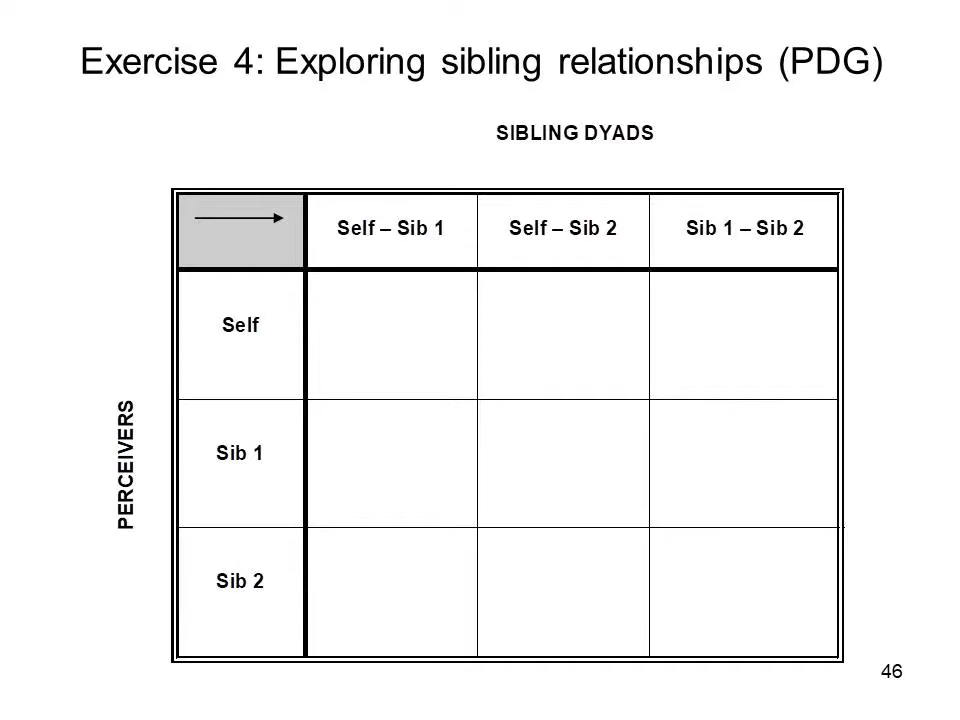 Exercise 4: Exploring sibling relationships (PDG)
SIBLING DYADS
Self – Sib 1
Self – Sib 2
Sib 1 – Sib 2
Self
PERCEIVERS
Sib 1
Sib 2
46